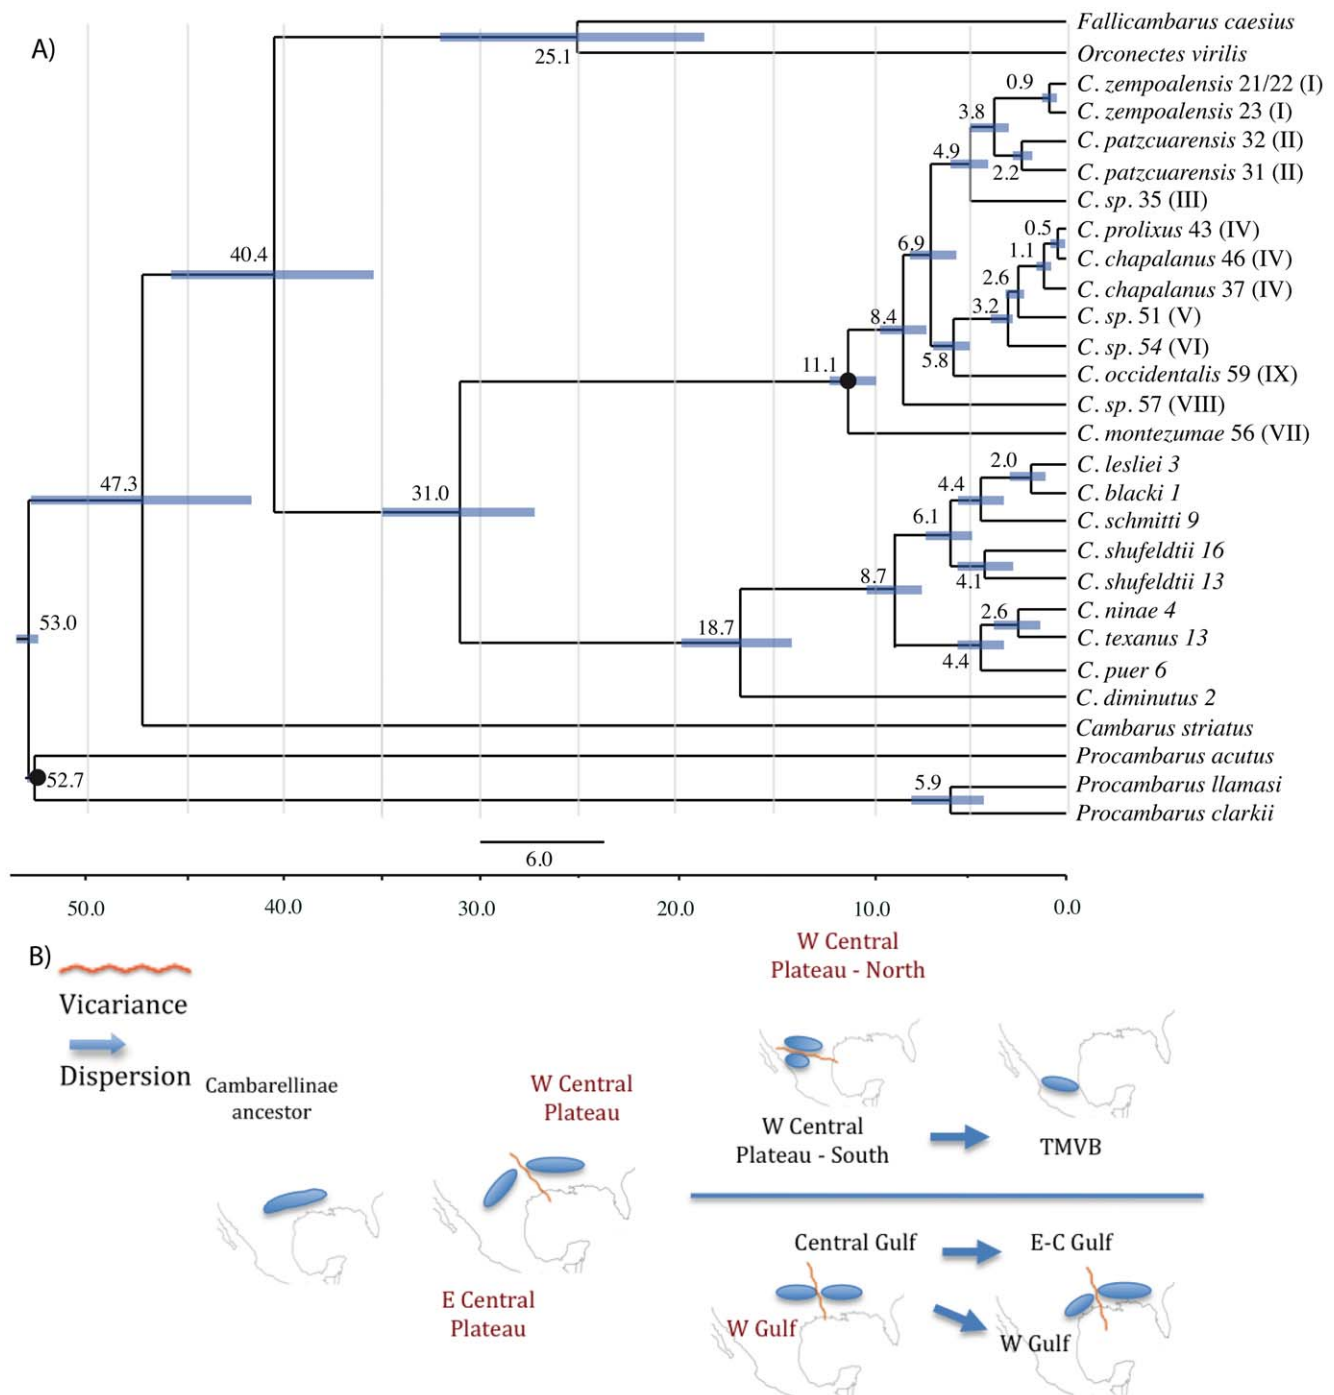 A)
Fallicambarus caesius
25.1
Orconectes virilis
0.9
C. zempoalensis 21/22 (I)
3.8
C. zempoalensis 23 (I)
C. patzcuarensis 32 (II)
4.9
2.2
C. patzcuarensis 31 (II)
C. sp. 35 (III)
0.5
C. prolixus 43 (IV)
40.4
6.9
1.1
C. chapalanus 46 (IV)
2.6
C. chapalanus 37 (IV)
8.4
3.2
C. sp. 51 (V)
5.8
C. sp. 54 (VI)
11.1
C. occidentalis 59 (IX)
C. sp. 57 (VIII)
C. montezumae 56 (VII)
2.0
C. lesliei 3
47.3
31.0
4.4
C. blacki 1
6.1
C. schmitti 9
C. shufeldtii 16
8.7
4.1
C. shufeldtii 13
53.0
18.7
2.6
C. ninae 4
C. texanus 13
4.4
C. puer 6
C. diminutus 2
Cambarus striatus
Procambarus acutus
52.7
5.9
Procambarus llamasi
Procambarus clarkii
6.0
50.0 40.0 30.0 20.0 10.0 0.0
B)
Vicariance
Dispersion
Cambarellinae
ancestor
W Central
Plateau
E Central
Plateau
W Central
Plateau - North
W Central
Plateau - South
TMVB
Central Gulf
E-C Gulf
W Gulf
W Gulf